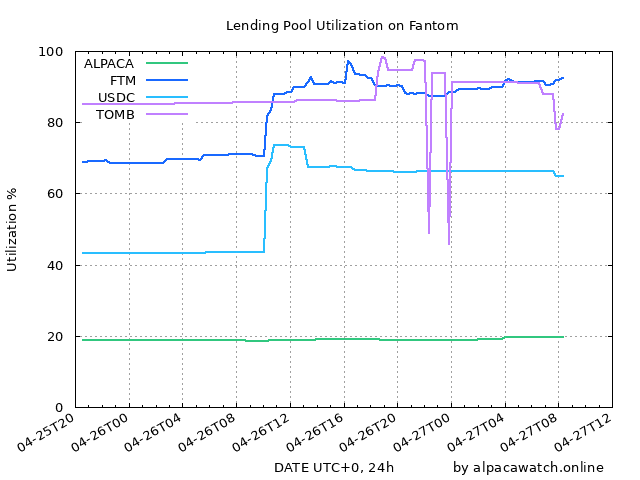 Lending Pool Utilization on Fantom
100
80
60
40
20
0
Utilization %
ALPACA
FTM
USDC
TOMB
04-25T20
04-26T00
04-26T04
04-26T08
04-26T12
04-26T16
04-26T20
04-27T00
04-27T04
04-27T08
04-27T12
DATE UTC+0, 24h
by alpacawatch.online